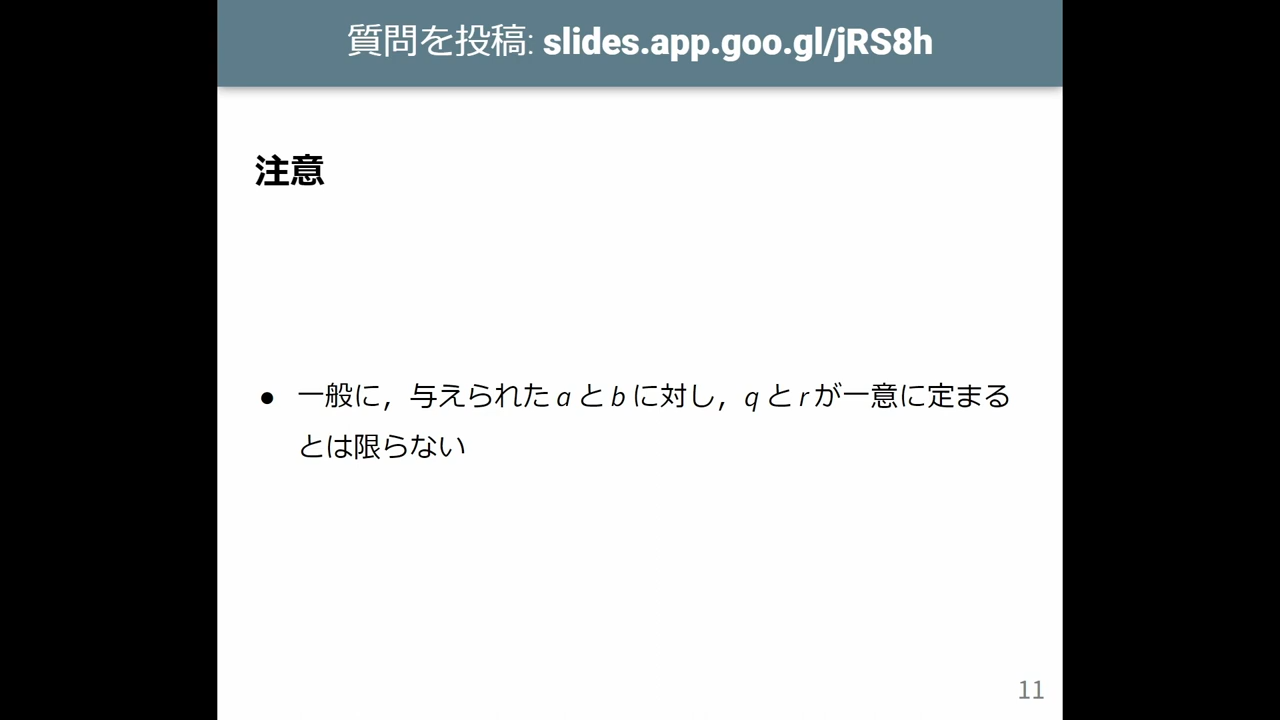 質問を投稿: slides.app.goo.gl/jRS8h
注意
● 一般に，与えられた a と b に対し，q と r が一意に定まる
とは限らない
11